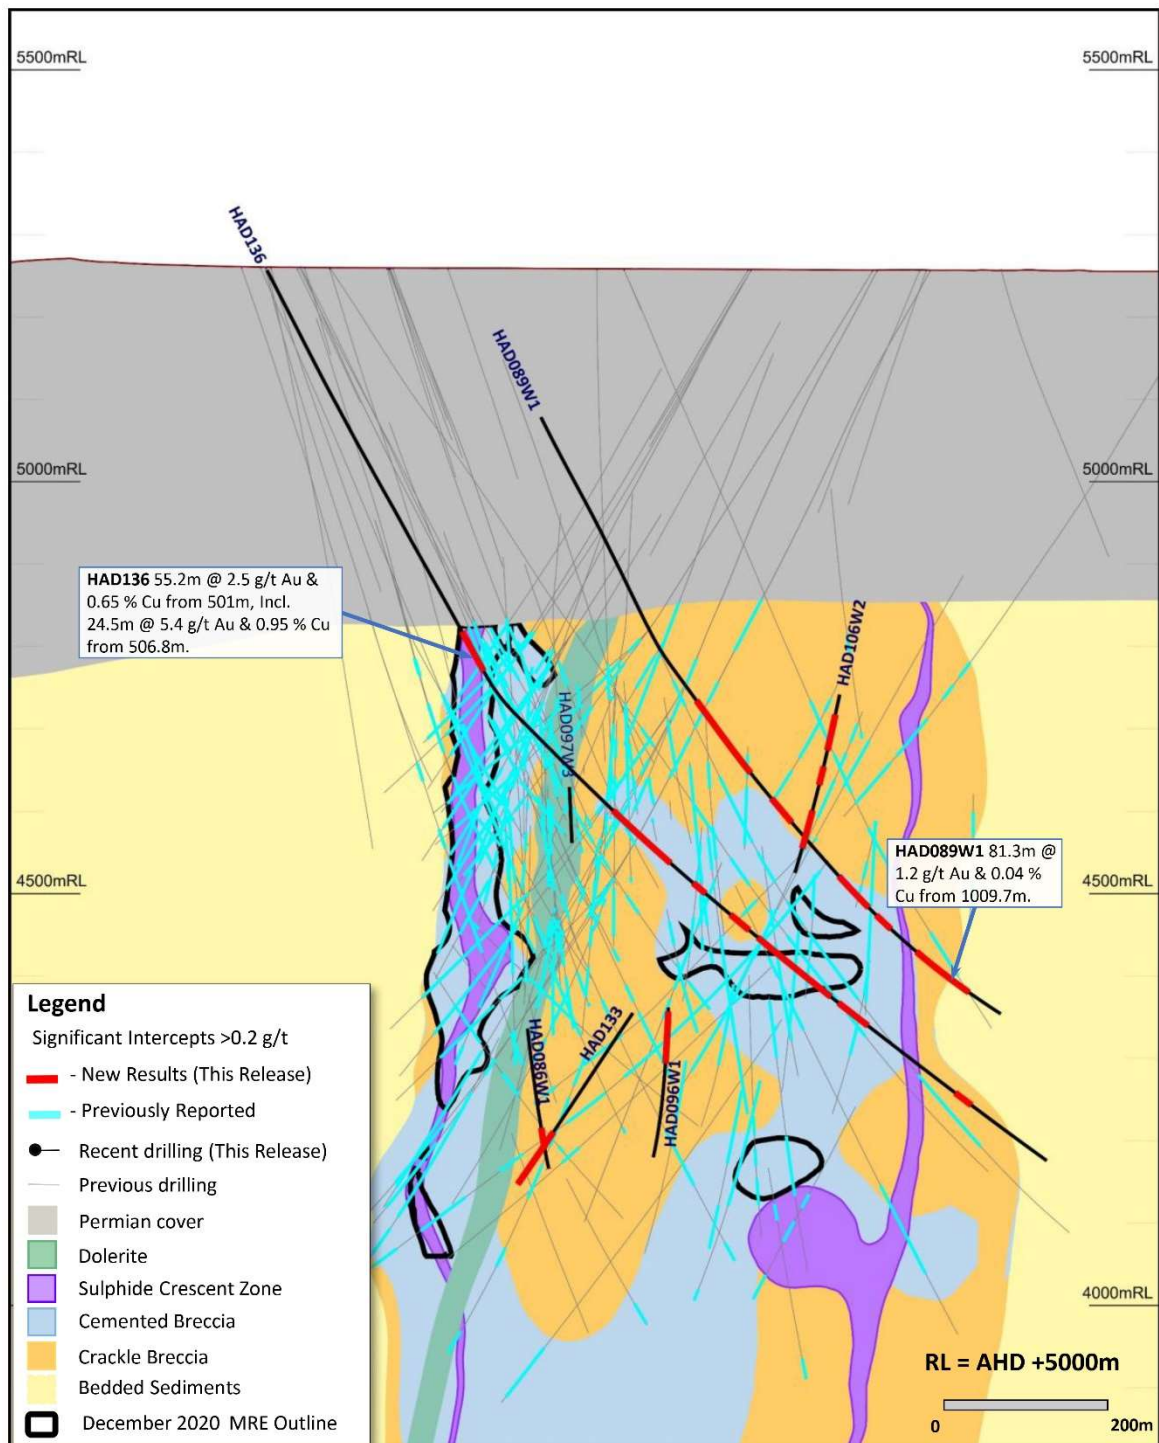 5500mRL
5500mRL
HAD136
HAD089W1
5000mRL
5000mRL
HAD136 55.2m @ 2.5 g/t Au &
0.65 % Cu from 501m, Incl.
24.5m @ 5.4 g/t Au & 0.95 % Cu
from 506.8m.
HAD106W2
HAD097W3
HAD089W1 81.3m @
1.2 g/t Au & 0.04 %
Cu from 1009.7m.
4500mRL
4500mRL
HAD086W1
HAD133
HAD096W1
Legend
Significant Intercepts >0.2 g/t
- New Results (This Release)
- Previously Reported
Recent drilling (This Release)
Previous drilling
Permian cover
Dolerite
Sulphide Crescent Zone
Cemented Breccia
Crackle Breccia
Bedded Sediments
December 2020 MRE Outline
4000mRL
RL = AHD +5000m
0
200m